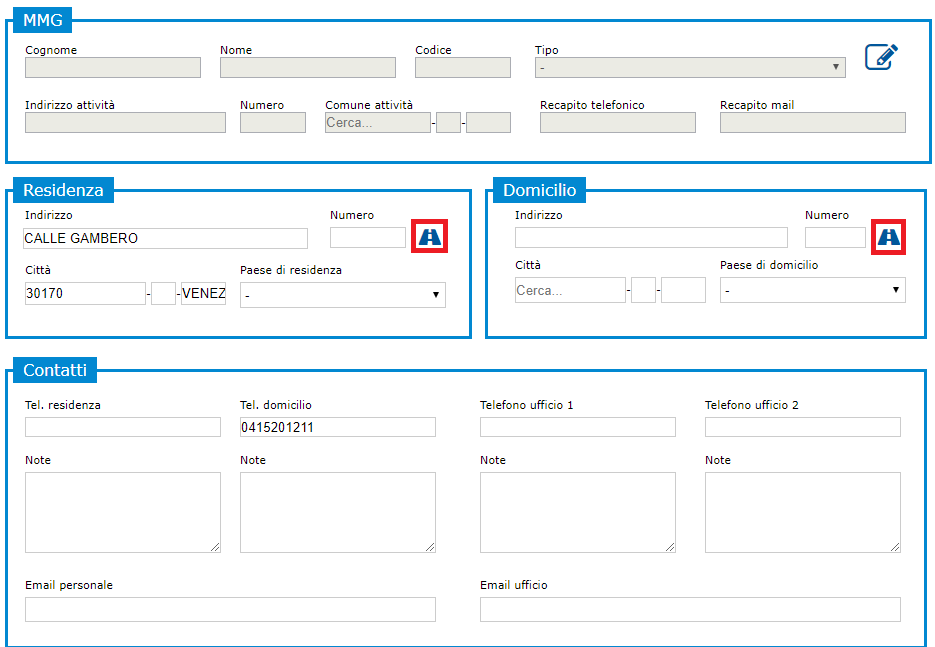 MMG
Cognome Nome Codice Tipo
-
Indirizzo attività Numero Comune attività Recapito telefonico Recapito mail
Cerca... - -
Residenza
Indirizzo Numero
CALLE GAMBERO
Città Paese di residenza
30170 - - VENEZ -
Domicilio
Indirizzo Numero
Città Paese di domicilio
Cerca... - - -
Contatti
Tel. residenza Tel. domicilio Telefono ufficio 1 Telefono ufficio 2
0415201211
Note Note Note Note
Email personale Email ufficio